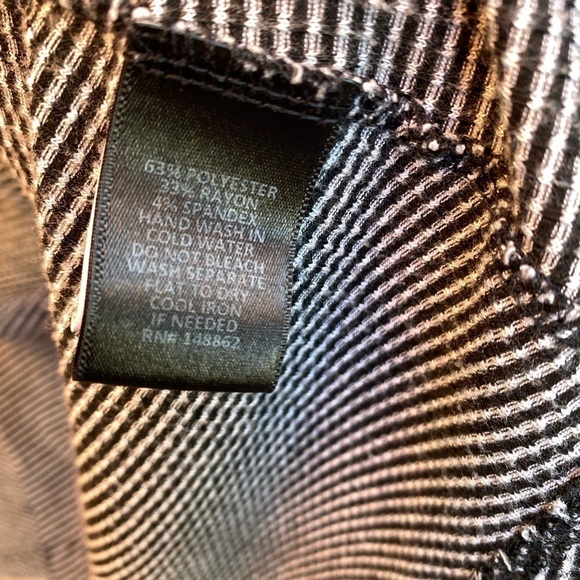 63% POLYESTER
33% RAYON
4% SPANDEX
HAND WASH IN
COLD WATER
DO NOT BLEACH
WASH SEPARATE
FLAT TO DRY
COOL IRON
IF NEEDED
RN# 148862